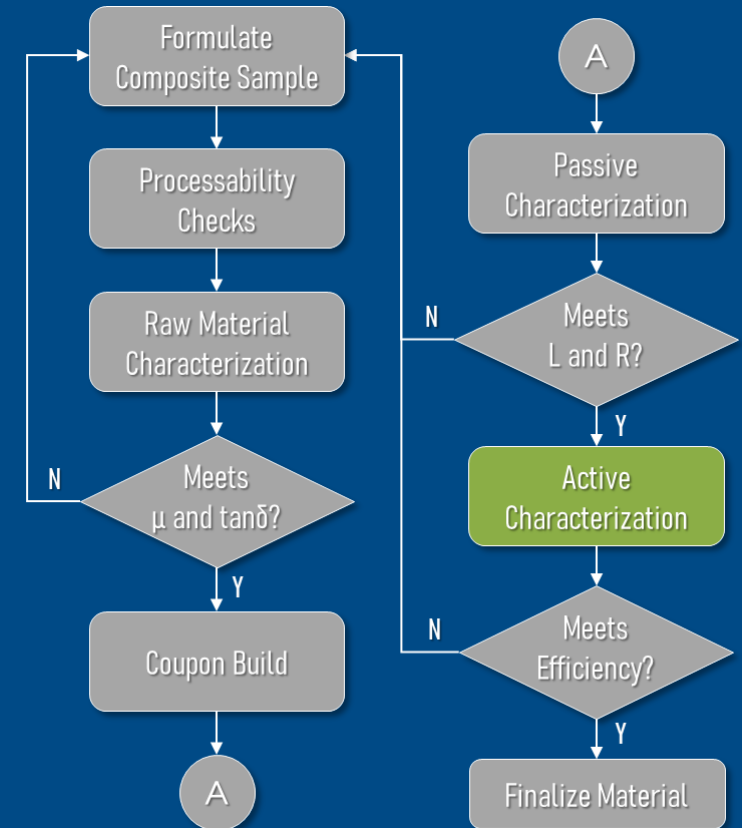 Formulate
Composite Sample
Processability
Checks
Raw Material
Characterization
N
Meets
μ and tanδ?
Y
Coupon Build
A
A
Passive
Characterization
N
Meets
L and R?
Y
Active
Characterization
N
Meets
Efficiency?
Y
Finalize Material